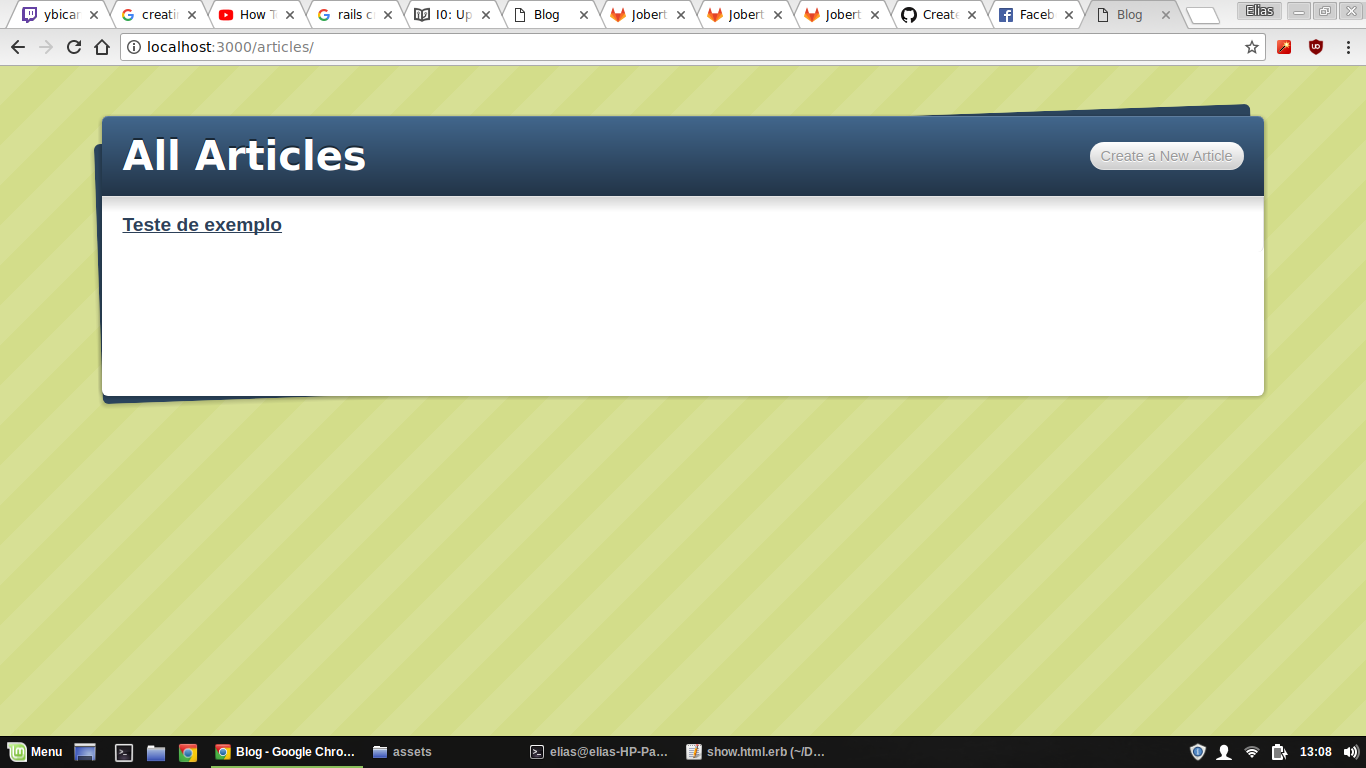 ybicar
creatin
How T
rails c
I0: Up
Blog
Jobert
Jobert
Jobert
Create
Faceb
Blog
Elias
localhost:3000/articles/
All Articles
Create a New Article
Teste de exemplo
Menu
Blog - Google Chro...
assets
elias@elias-HP-Pa...
show.html.erb (~/D...
13:08